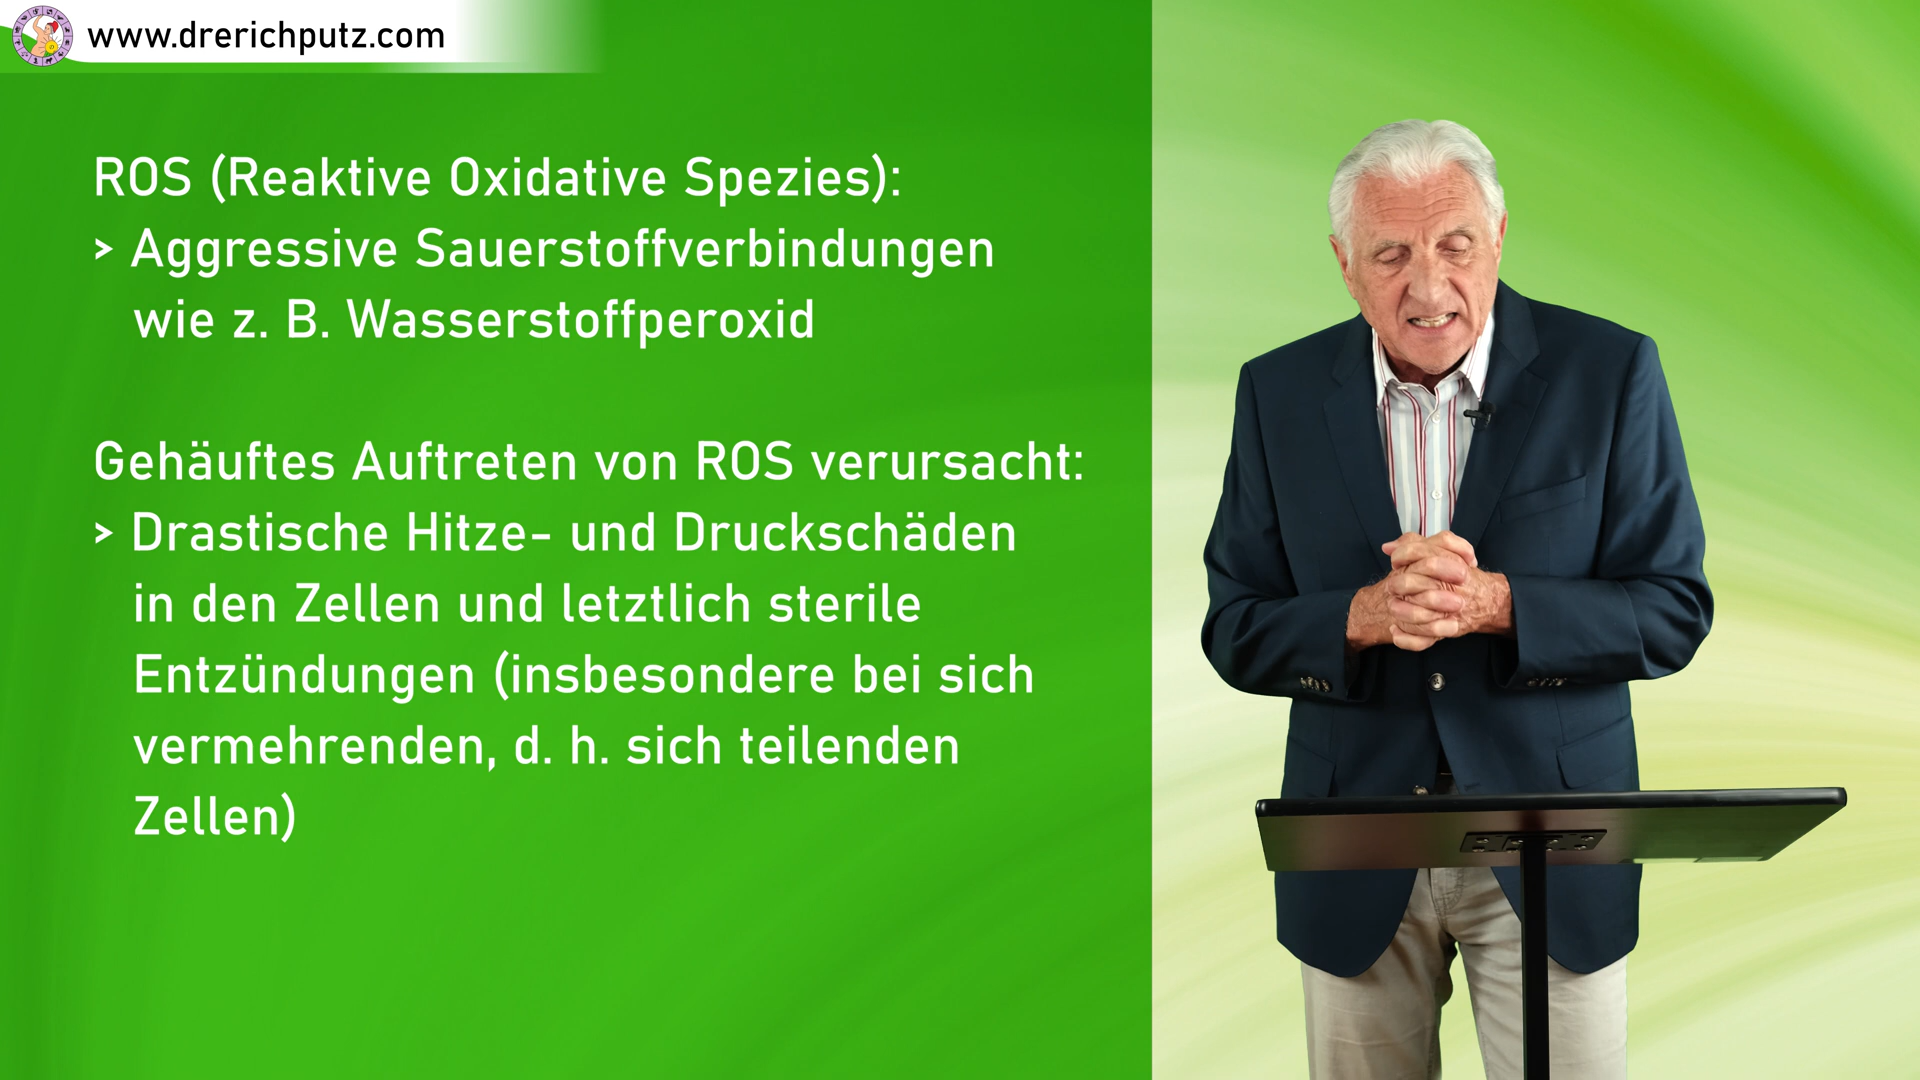 www.drerichputz.com
ROS (Reaktive Oxidative Spezies):
> Aggressive Sauerstoffverbindungen
wie z. B. Wasserstoffperoxid
Gehäuftes Auftreten von ROS verursacht:
> Drastische Hitze- und Druckschäden
in den Zellen und letztlich sterile
Entzündungen (insbesondere bei sich
vermehrenden, d. h. sich teilenden
Zellen)